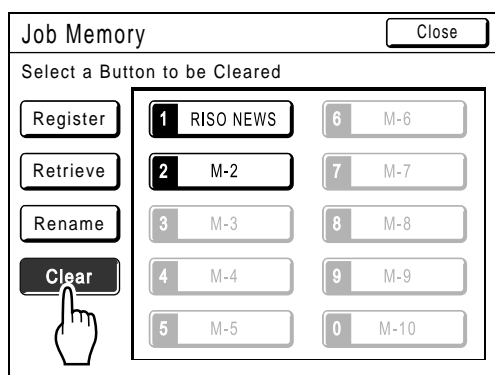 Job Memory Close
Select a Button to be Cleared
Register 1 RISO NEWS 6 M-6
Retrieve 2 M-2 7 M-7
Rename 3 M-3 8 M-8
Clear 4 M-4 9 M-9
5 M-5 0 M-10